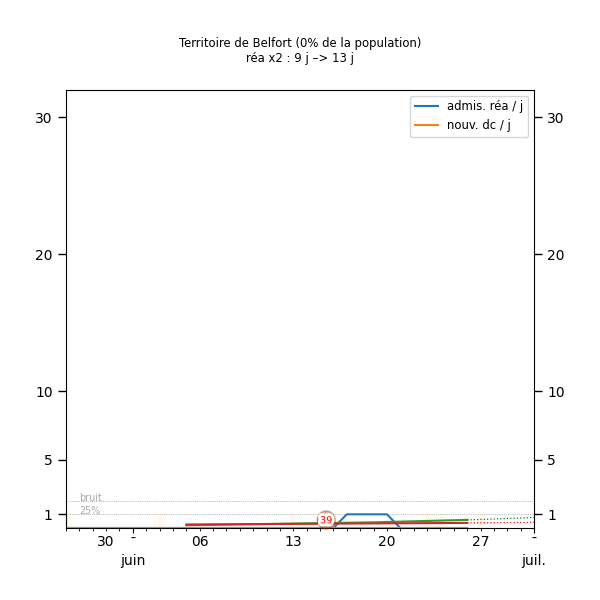 Territoire de Belfort (0% de la population)
réa x2 : 9 j –> 13 j
admis. réa / j
nouv. dc / j
30 30
20 20
10 10
5 5
bruit
25%
1 1
39
30 - 06 13 20 27 -
juin juil.